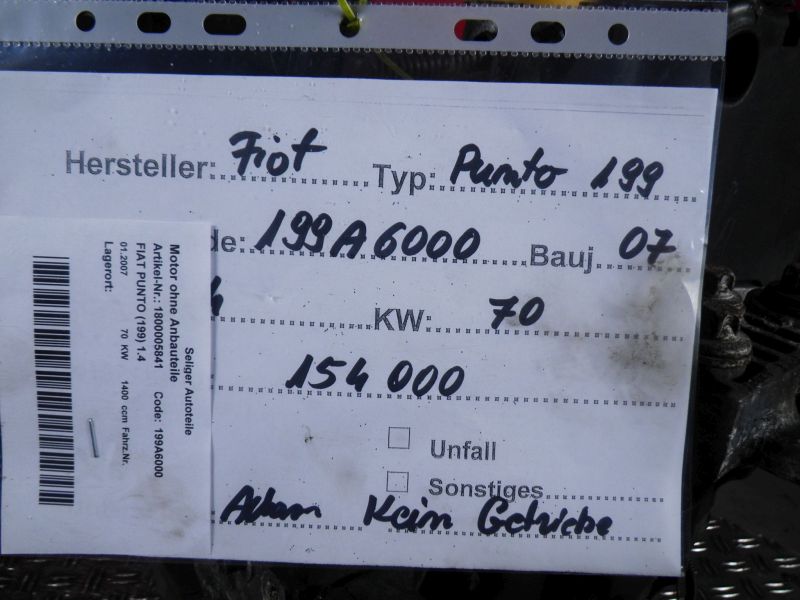 Hersteller: Fiat Typ: Punto 199
de: 199A6000 Bauj. 07
KW: 70
154 000
Unfall
Sonstiges
Kein Getriebe
Seliger Autoteile
Motor ohne Anbauteile
Artikel-Nr.: 1800005841 Code: 199A6000
FIAT PUNTO (199) 1.4
01.2007 70 KW 1400 ccm Fahrz.Nr.
Lagerort: